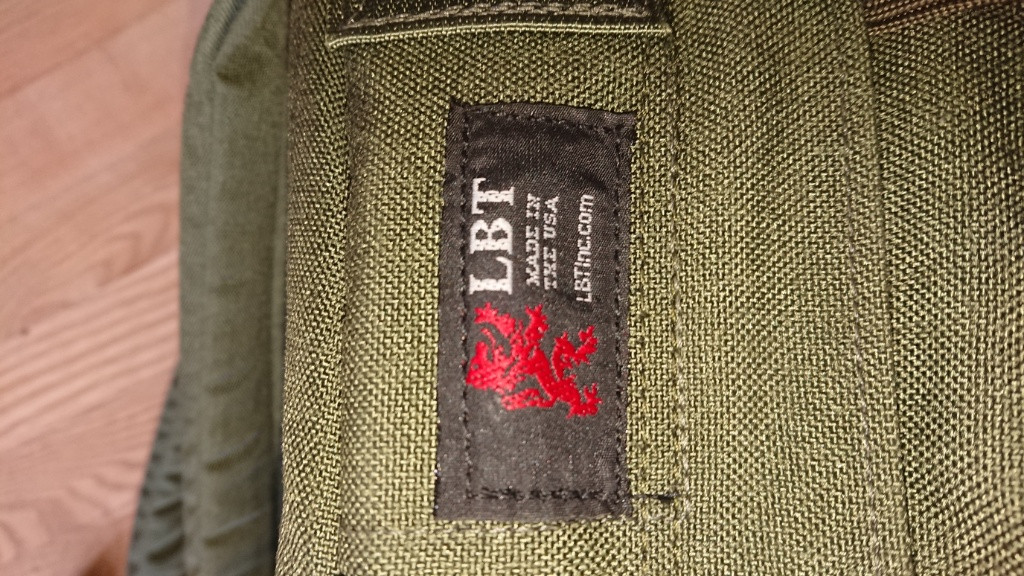 LBT
MADE IN
THE USA
LBTInc.com